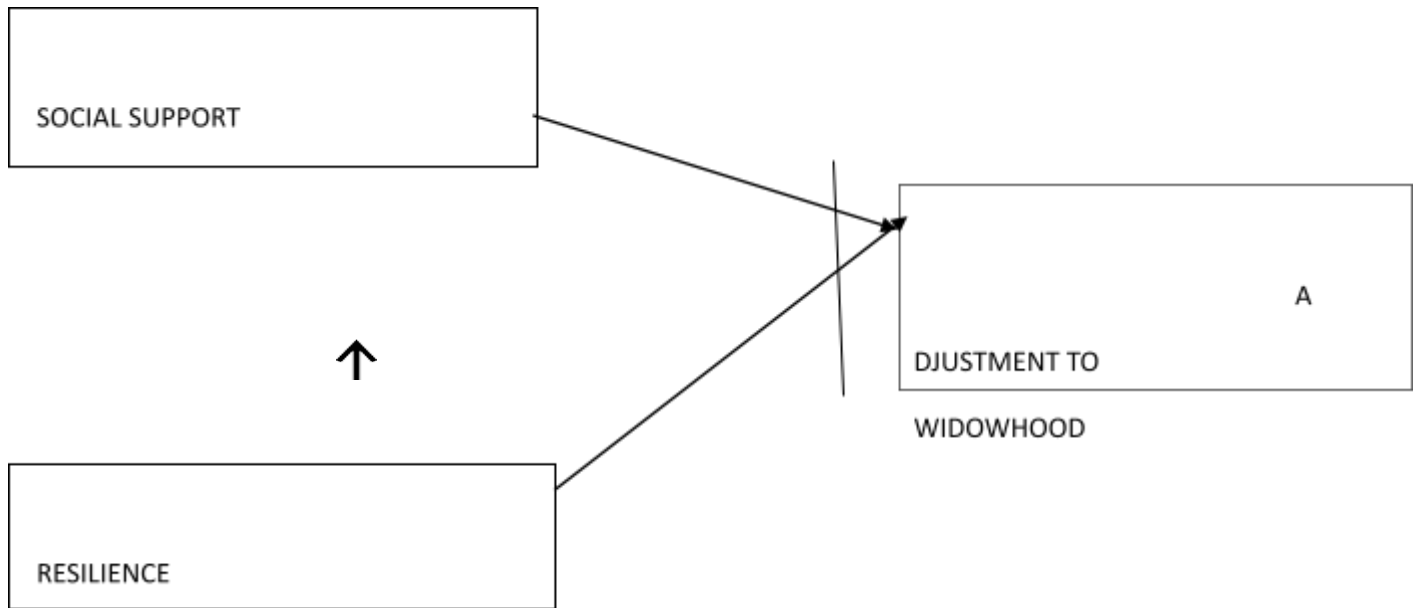 SOCIAL SUPPORT
A
DJUSTMENT TO
WIDOWHOOD
RESILIENCE